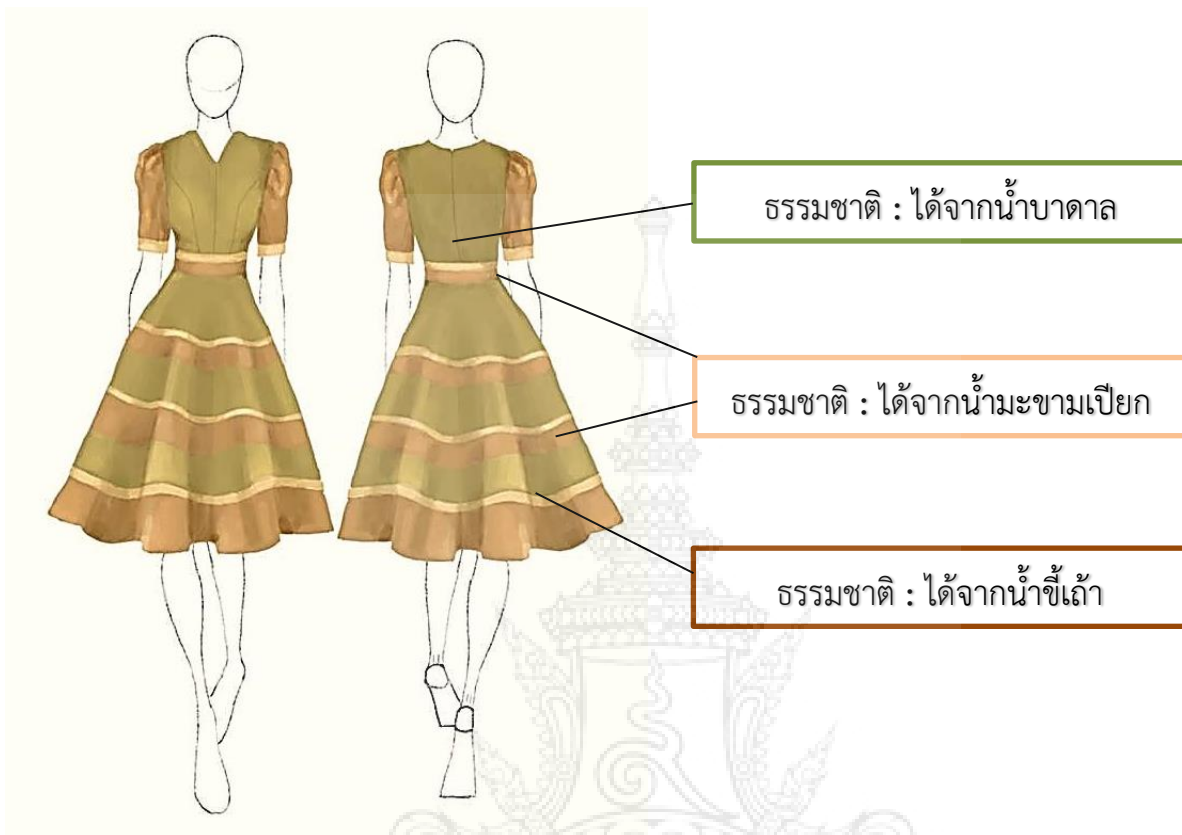 ธรรมชาติ : ได้จากน้ำบาดาล
ธรรมชาติ : ได้จากน้ำมะขามเปียก
ธรรมชาติ : ได้จากน้ำขี้เถ้า